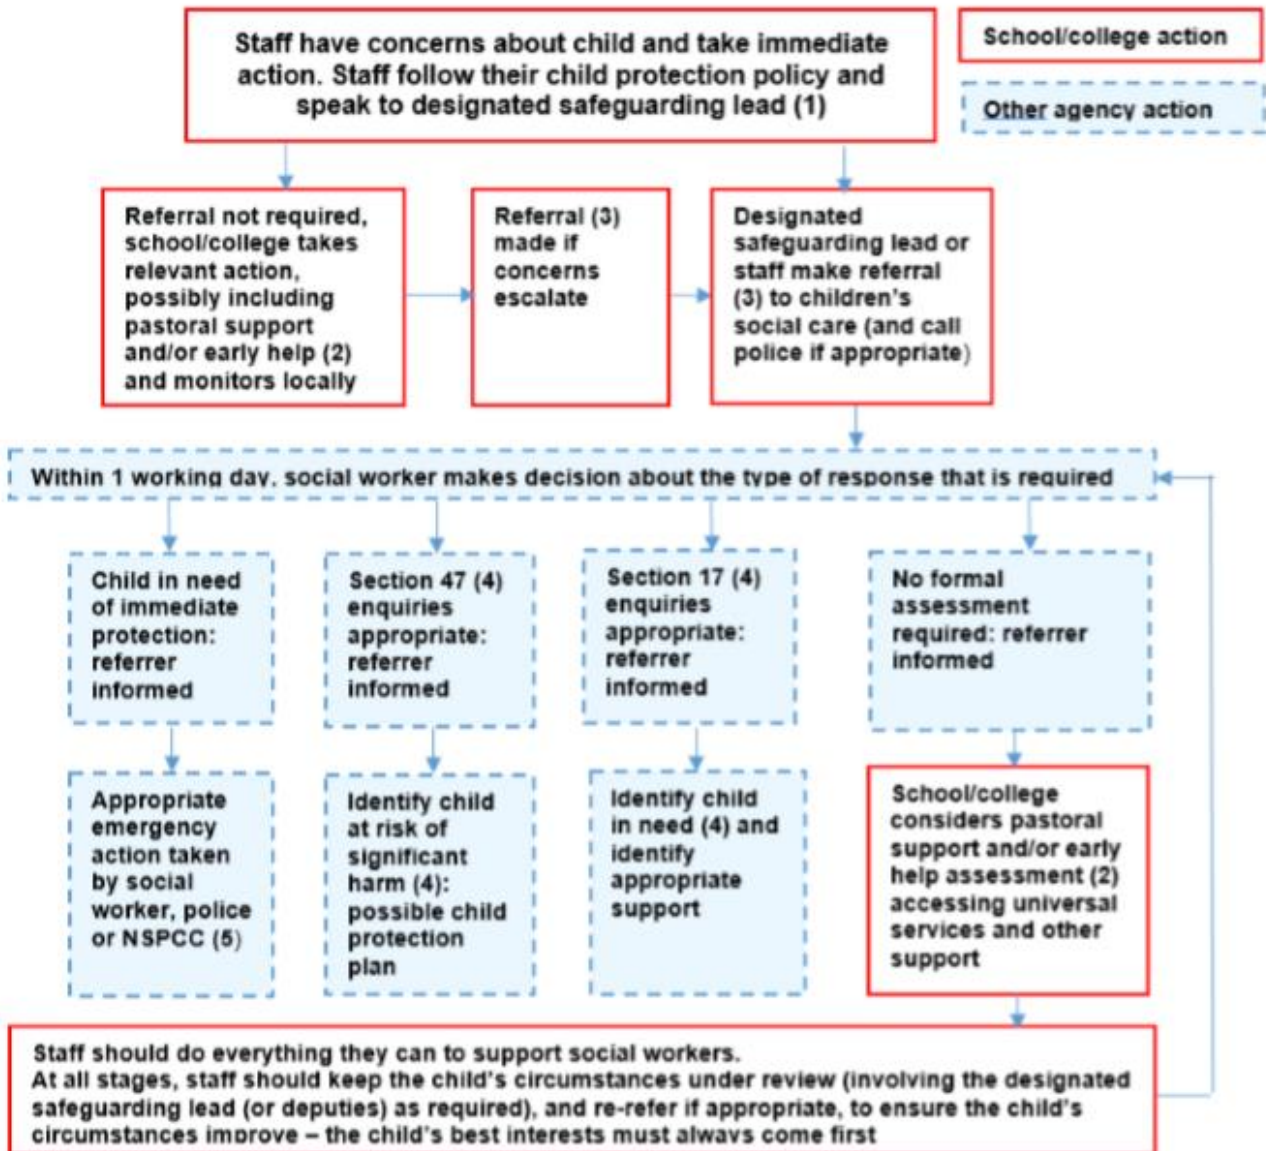 Staff have concerns about child and take immediate
action. Staff follow their child protection policy and
speak to designated safeguarding lead (1)
School/college action
Other agency action
Referral not required,
school/college takes
relevant action,
possibly including
pastoral support
and/or early help (2)
and monitors locally
Referral (3)
made if
concerns
escalate
Designated
safeguarding lead or
staff make referral
(3) to children's
social care (and call
police if appropriate)
Within 1 working day, social worker makes decision about the type of response that is required
Child in need
of immediate
protection:
referrer
informed
Section 47 (4)
enquiries
appropriate:
referrer
informed
Section 17 (4)
enquiries
appropriate:
referrer
informed
No formal
assessment
required: referrer
informed
Appropriate
emergency
action taken
by social
worker, police
or NSPCC (5)
Identify child
at risk of
significant
harm (4):
possible child
protection
plan
Identify child
in need (4) and
identify
appropriate
support
School/college
considers pastoral
support and/or early
help assessment (2)
accessing universal
services and other
support
Staff should do everything they can to support social workers.
At all stages, staff should keep the child's circumstances under review (involving the designated
safeguarding lead (or deputies) as required), and re-refer if appropriate, to ensure the child's
circumstances improve – the child's best interests must always come first